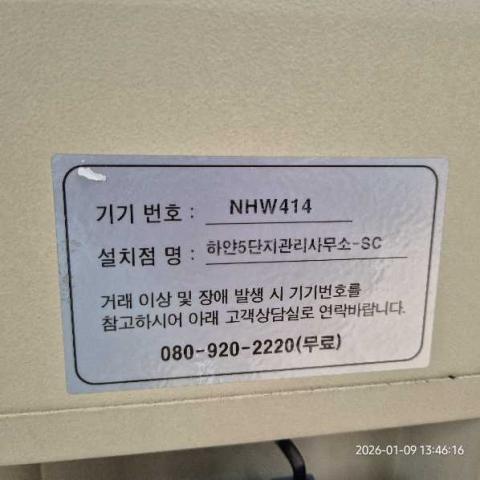 기기 번호 : NHW414
설치점 명 : 하얀5단지관리사무소-SC
거래 이상 및 장애 발생 시 기기번호를
참고하시어 아래 고객상담실로 연락바랍니다.
080-920-2220(무료)
2026-01-09 13:46:16